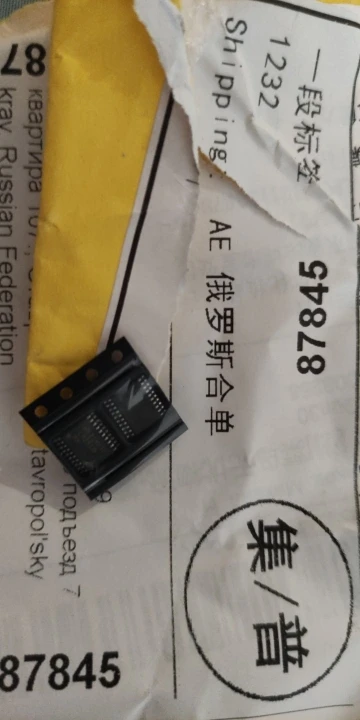 一段标签
1232
Shipping: AE 俄罗斯合单
87845
集/普
87
квартира 107,
krav Russian Federation
подъезд 7
tavropol'sky
87845